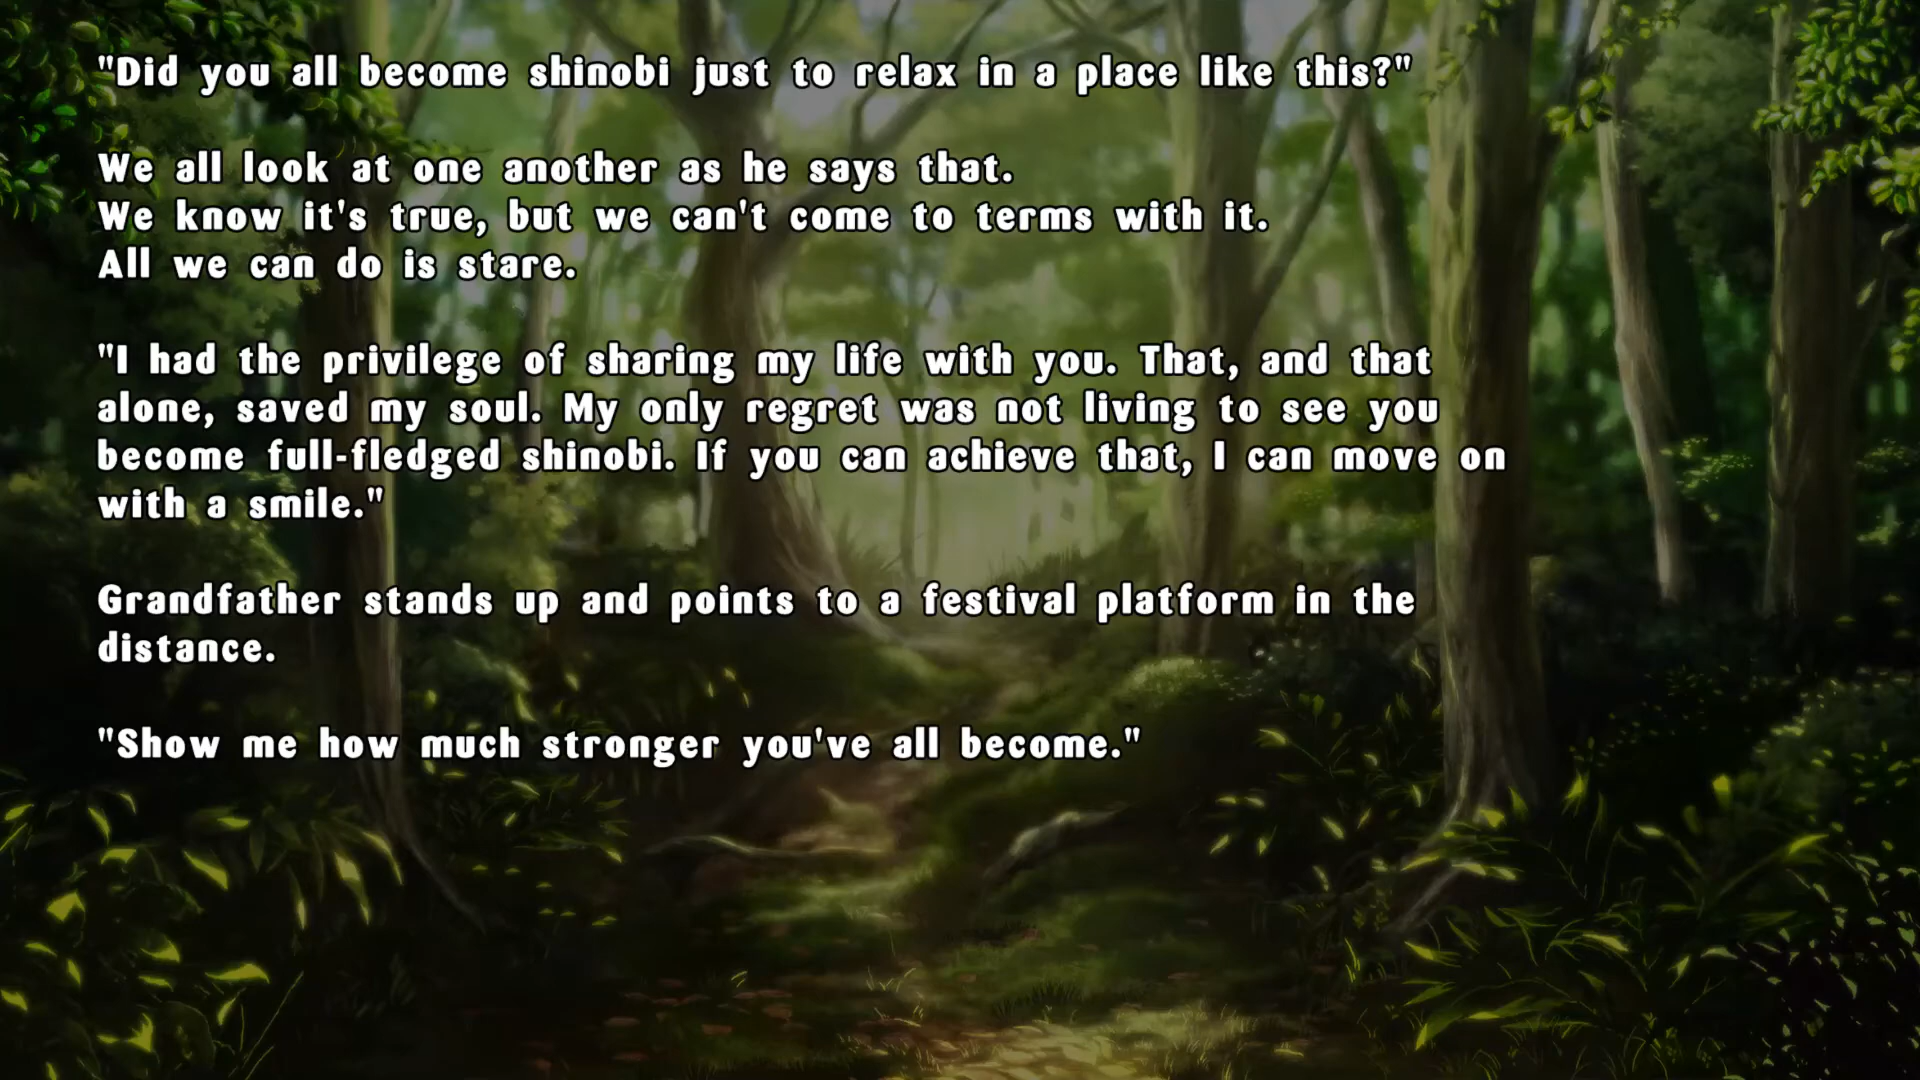 "Did you all become shinobi just to relax in a place like this?"
We all look at one another as he says that.
We know it's true, but we can't come to terms with it.
All we can do is stare.
"I had the privilege of sharing my life with you. That, and that
alone, saved my soul. My only regret was not living to see you
become full-fledged shinobi. If you can achieve that, I can move on
with a smile."
Grandfather stands up and points to a festival platform in the
distance.
"Show me how much stronger you've all become."